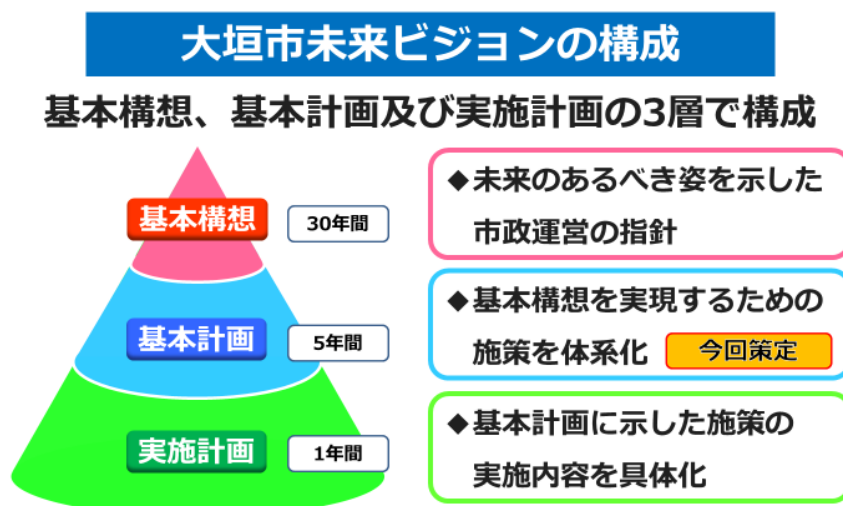 大垣市未来ビジョンの構成
基本構想、基本計画及び実施計画の3層で構成
基本構想
30年間
◆未来のあるべき姿を示した
市政運営の指針
基本計画
5年間
◆基本構想を実現するための
施策を体系化
今回策定
実施計画
1年間
◆基本計画に示した施策の
実施内容を具体化